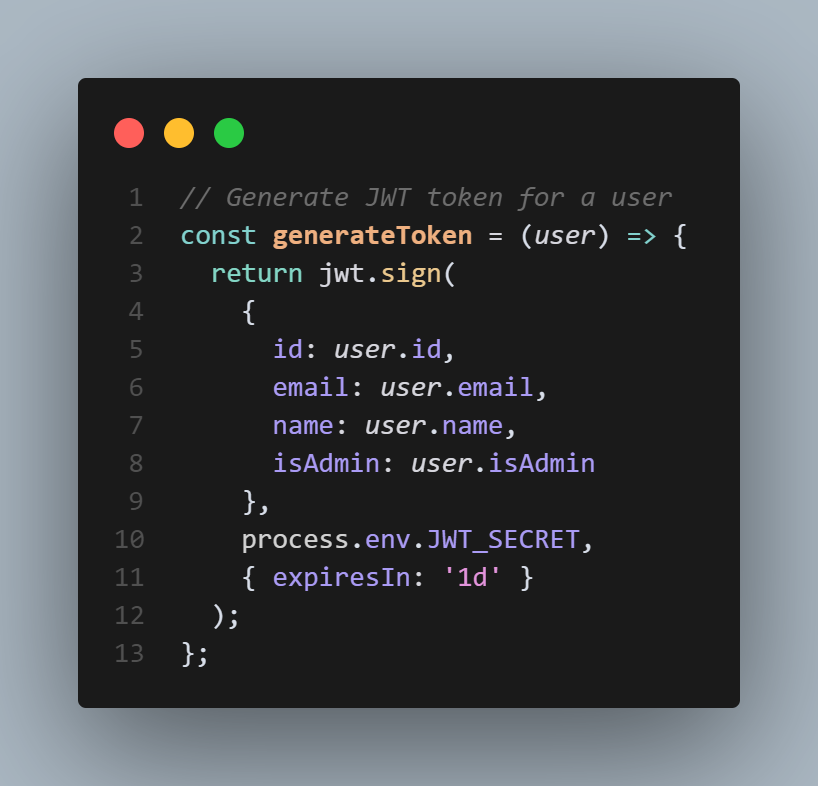 1 // Generate JWT token for a user
2 const generateToken = (user) => {
3   return jwt.sign(
4     {
5       id: user.id,
6       email: user.email,
7       name: user.name,
8       isAdmin: user.isAdmin
9     },
10     process.env.JWT_SECRET,
11     { expiresIn: '1d' }
12   );
13 };